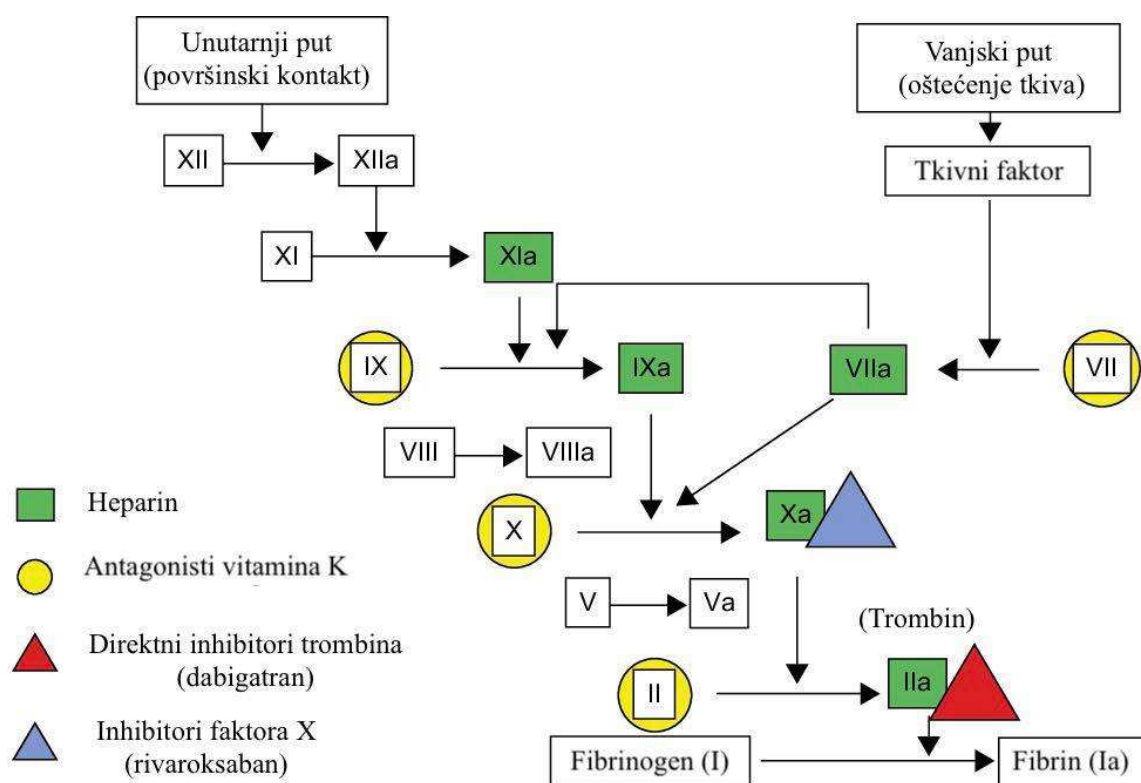 Unutarnji put
(površinski kontakt)
Vanjski put
(oštećenje tkiva)
XII
XIIa
Tkivni faktor
XI
XIa
IX
IXa
VIIa
VII
VIII
VIIIa
Heparin
X
Xa
Antagonisti vitamina K
V
Va
(Trombin)
Direktni inhibitori trombina
(dabigatran)
II
IIa
Inhibitori faktora X
(rivaroksaban)
Fibrinogen (I)
Fibrin (Ia)